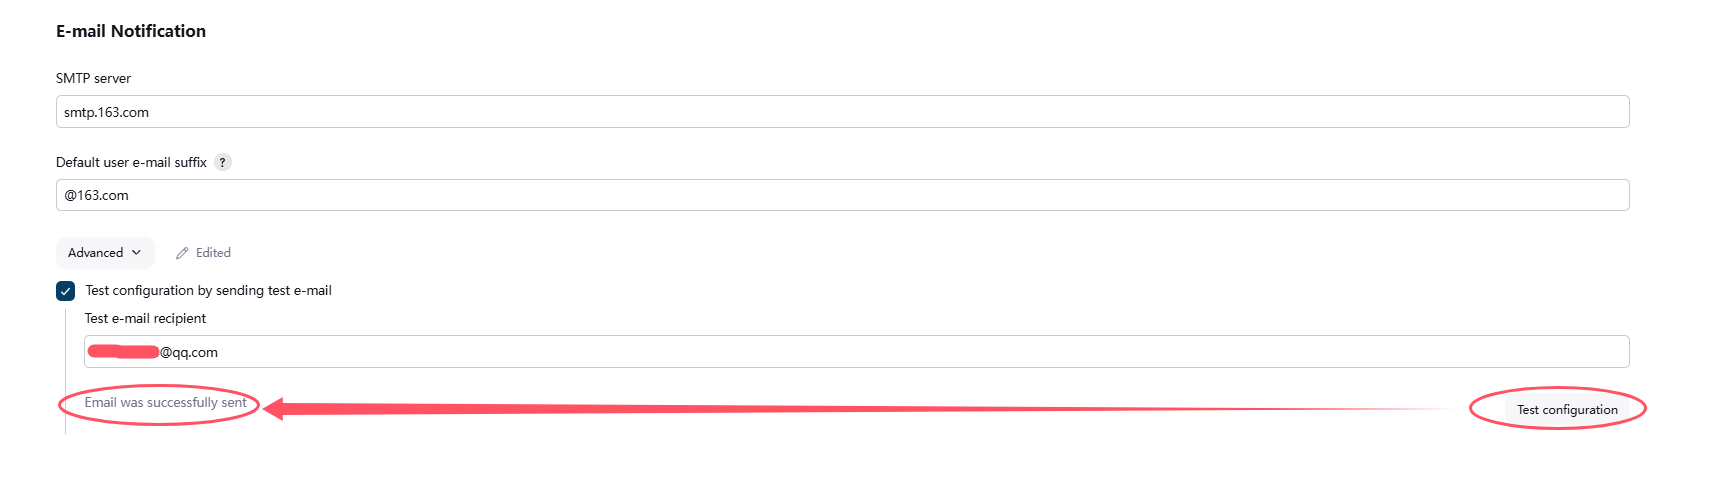 E-mail Notification
SMTP server
smtp.163.com
Default user e-mail suffix ?
@163.com
Advanced Edited
Test configuration by sending test e-mail
Test e-mail recipient
@qq.com
Email was successfully sent
Test configuration